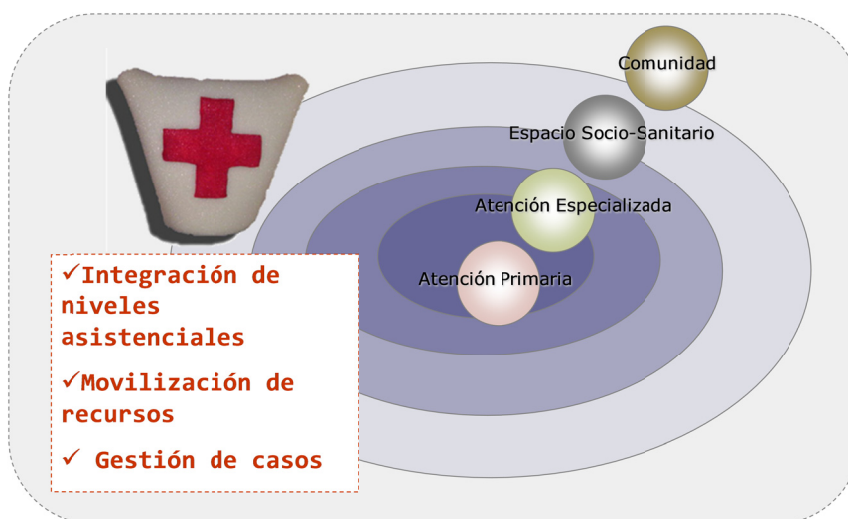 Comunidad
Espacio Socio-Sanitario
Atención Especializada
Atención Primaria
✓Integración de
niveles
asistenciales
✓Movilización de
recursos
✓ Gestión de casos